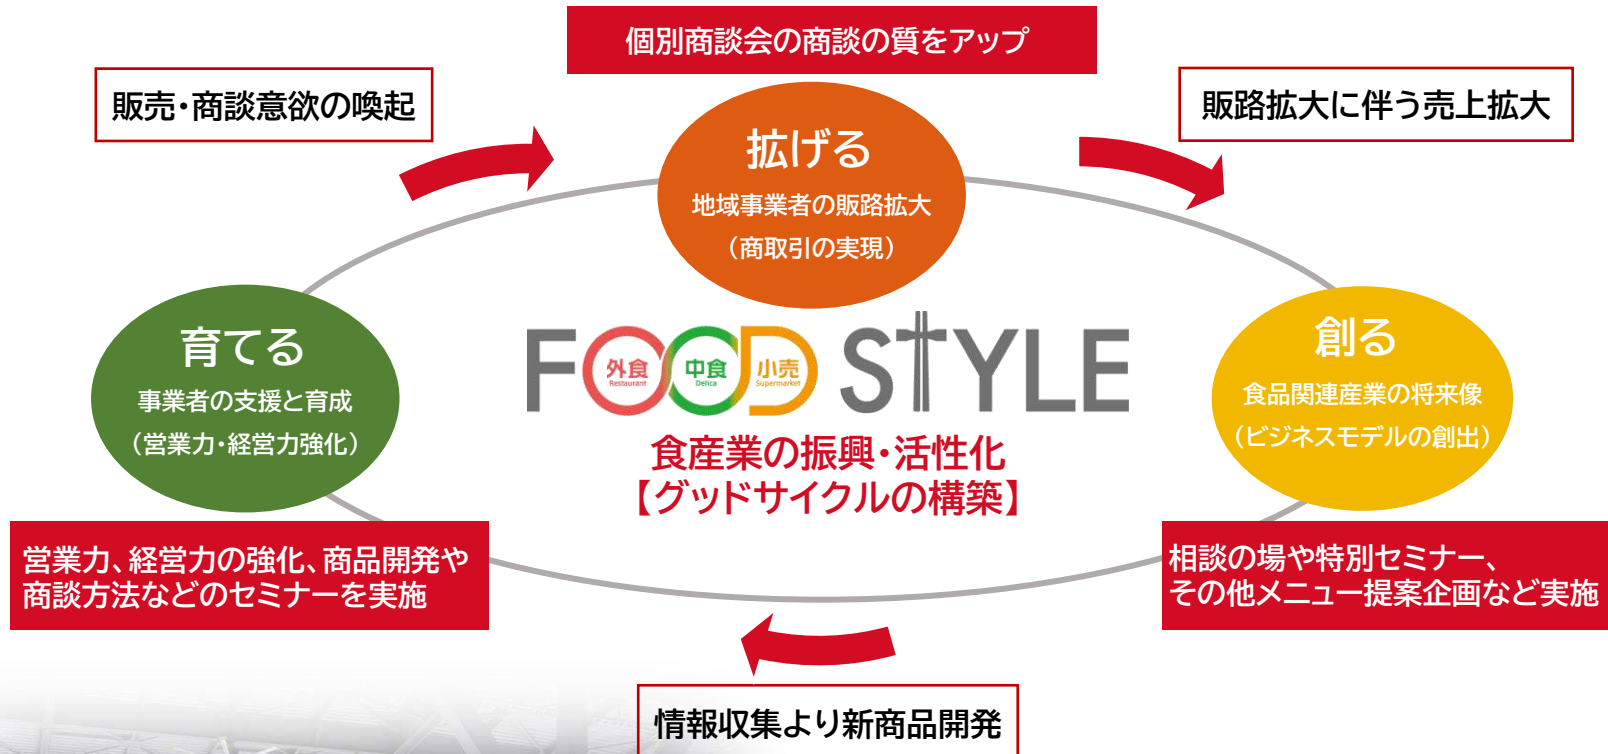 個別商談会の商談の質をアップ
販売・商談意欲の喚起
販路拡大に伴う売上拡大
拡げる
地域事業者の販路拡大
（商取引の実現）
育てる
事業者の支援と育成
（営業力・経営力強化）
FOOD STYLE
外食
Restaurant
中食
Delica
小売
Supermarket
食産業の振興・活性化
【グッドサイクルの構築】
創る
食品関連産業の将来像
（ビジネスモデルの創出）
営業力、経営力の強化、商品開発や
商談方法などのセミナーを実施
相談の場や特別セミナー、
その他メニュー提案企画など実施
情報収集より新商品開発